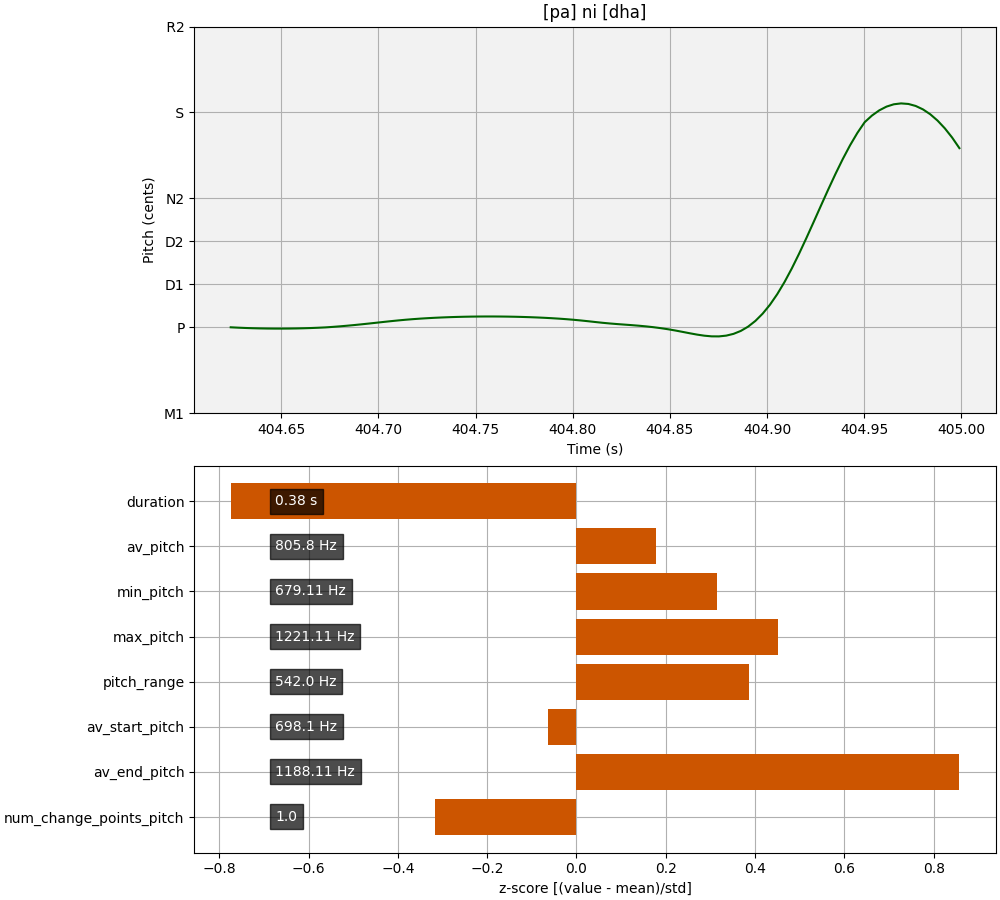 [pa] ni [dha]
R2
S
N2
D2
D1
P
M1
Pitch (cents)
404.65 404.70 404.75 404.80 404.85 404.90 404.95 405.00
Time (s)
duration 0.38 s
av_pitch 805.8 Hz
min_pitch 679.11 Hz
max_pitch 1221.11 Hz
pitch_range 542.0 Hz
av_start_pitch 698.1 Hz
av_end_pitch 1188.11 Hz
num_change_points_pitch 1.0
−0.8 −0.6 −0.4 −0.2 0.0 0.2 0.4 0.6 0.8
z-score [(value - mean)/std]